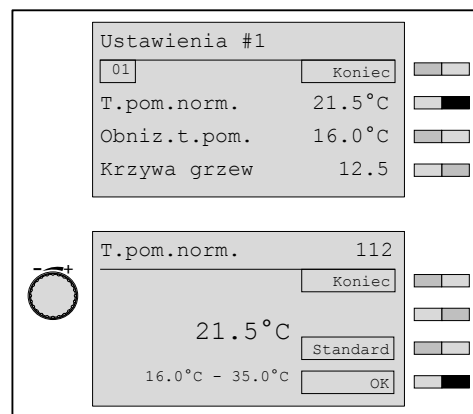 Ustawienia #1
01 Koniec
T.pom.norm. 21.5°C
Obniz.t.pom. 16.0°C
Krzywa grzew 12.5
- +
T.pom.norm. 112
Koniec
21.5°C
Standard
16.0°C - 35.0°C OK